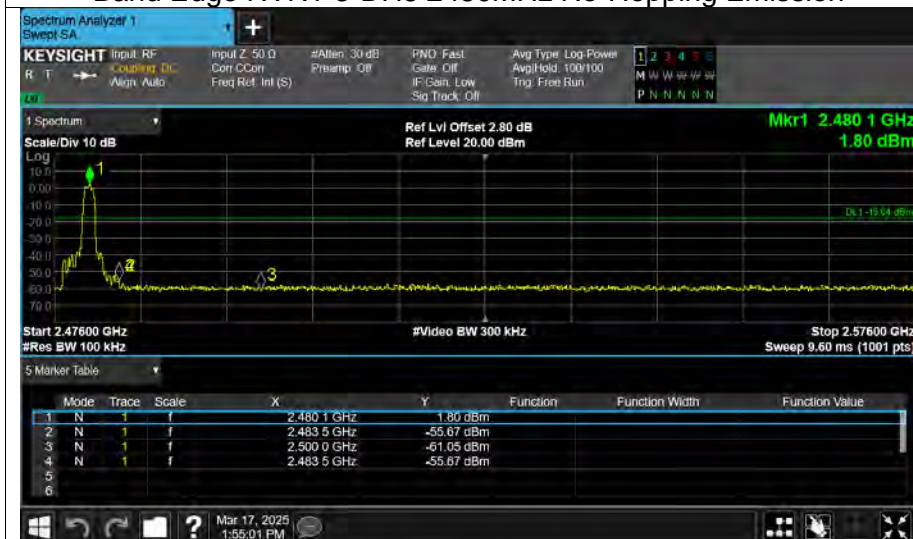 Spectrum Analyzer 1
Swept SA
+
KEYSIGHT Input: RF
R T Coupling: DC
Align: Auto
Input Z: 50 Ω
Corr CCorr
Freq Ref: Int (S)
#Atten: 30 dB
Preamp: Off
PNO: Fast
Gate: Off
IF Gain: Low
Sig Track: Off
Avg Type: Log-Power
Avg|Hold: 100/100
Trig: Free Run
1 2 3 4 5 6
M W W W W W
P N N N N N
1 Spectrum
Scale/Div 10 dB
Ref Lvl Offset 2.80 dB
Ref Level 20.00 dBm
Mkr1 2.480 1 GHz
1.80 dBm
Log
10.0
0.00
-10.0
-20.0
-30.0
-40.0
-50.0
-60.0
-70.0
1
3
Start 2.47600 GHz
#Res BW 100 kHz
#Video BW 300 kHz
Stop 2.57600 GHz
Sweep 9.60 ms (1001 pts)
5 Marker Table
Mode Trace Scale X Y Function Function Width Function Value
1 N 1 f 2.480 1 GHz 1.80 dBm
2 N 1 f 2.483 5 GHz -55.67 dBm
3 N 1 f 2.500 0 GHz -61.05 dBm
4 N 1 f 2.483 5 GHz -55.67 dBm
5
6
?
Mar 17, 2025
1:55:01 PM